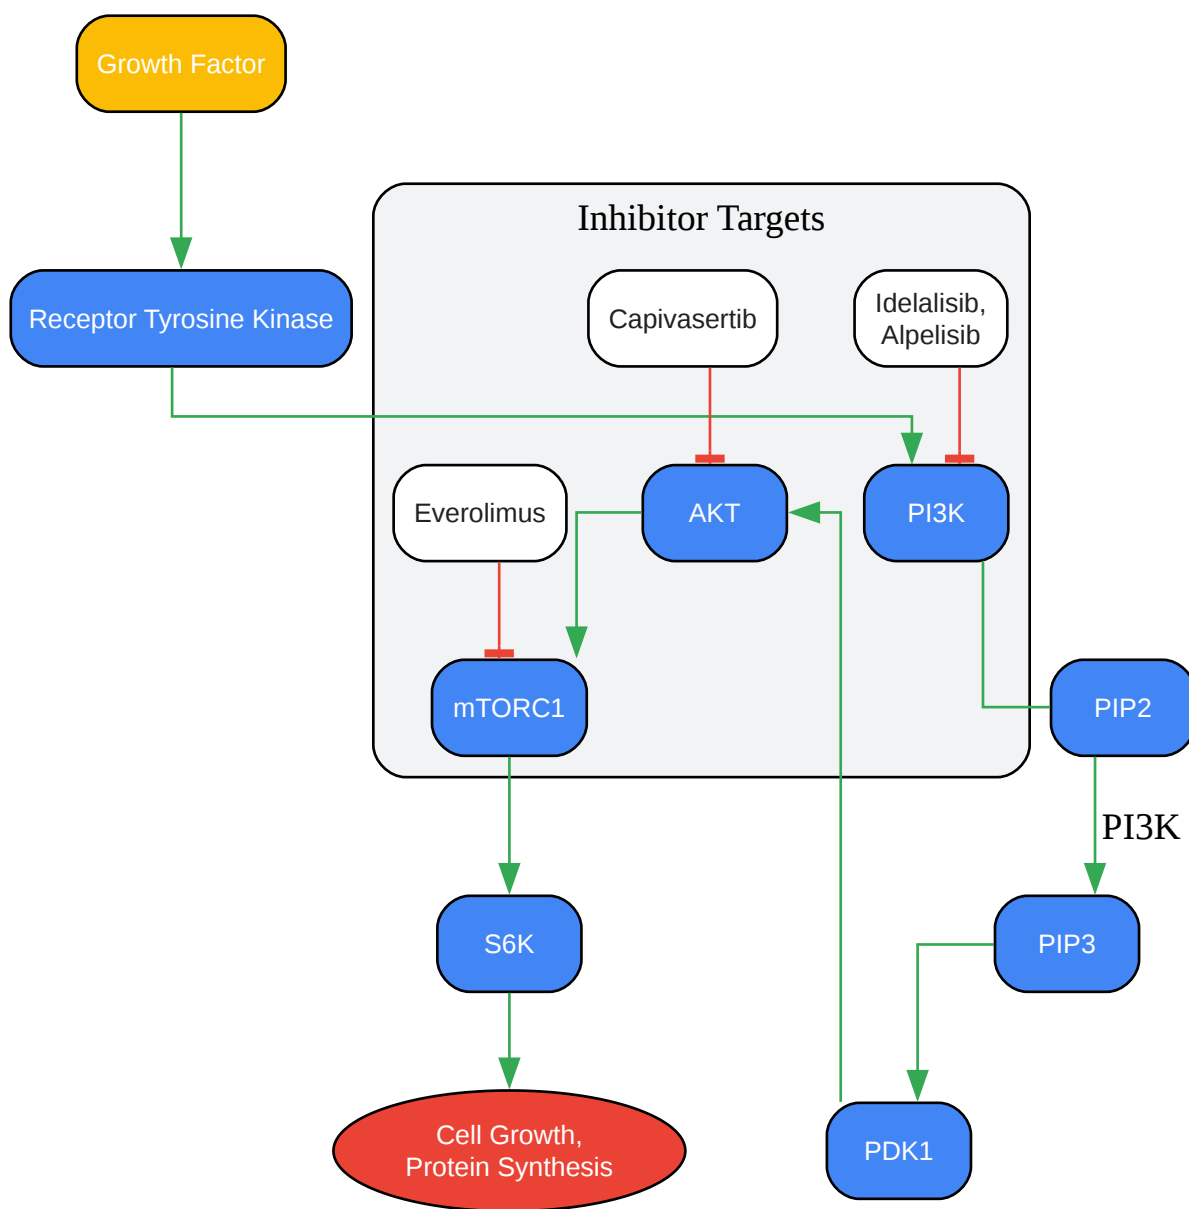 Growth Factor
Inhibitor Targets
Receptor Tyrosine Kinase
Capivasertib
Idelalisib,
Alpelisib
Everolimus
AKT
PI3K
mTORC1
PIP2
PI3K
S6K
PIP3
Cell Growth,
Protein Synthesis
PDK1